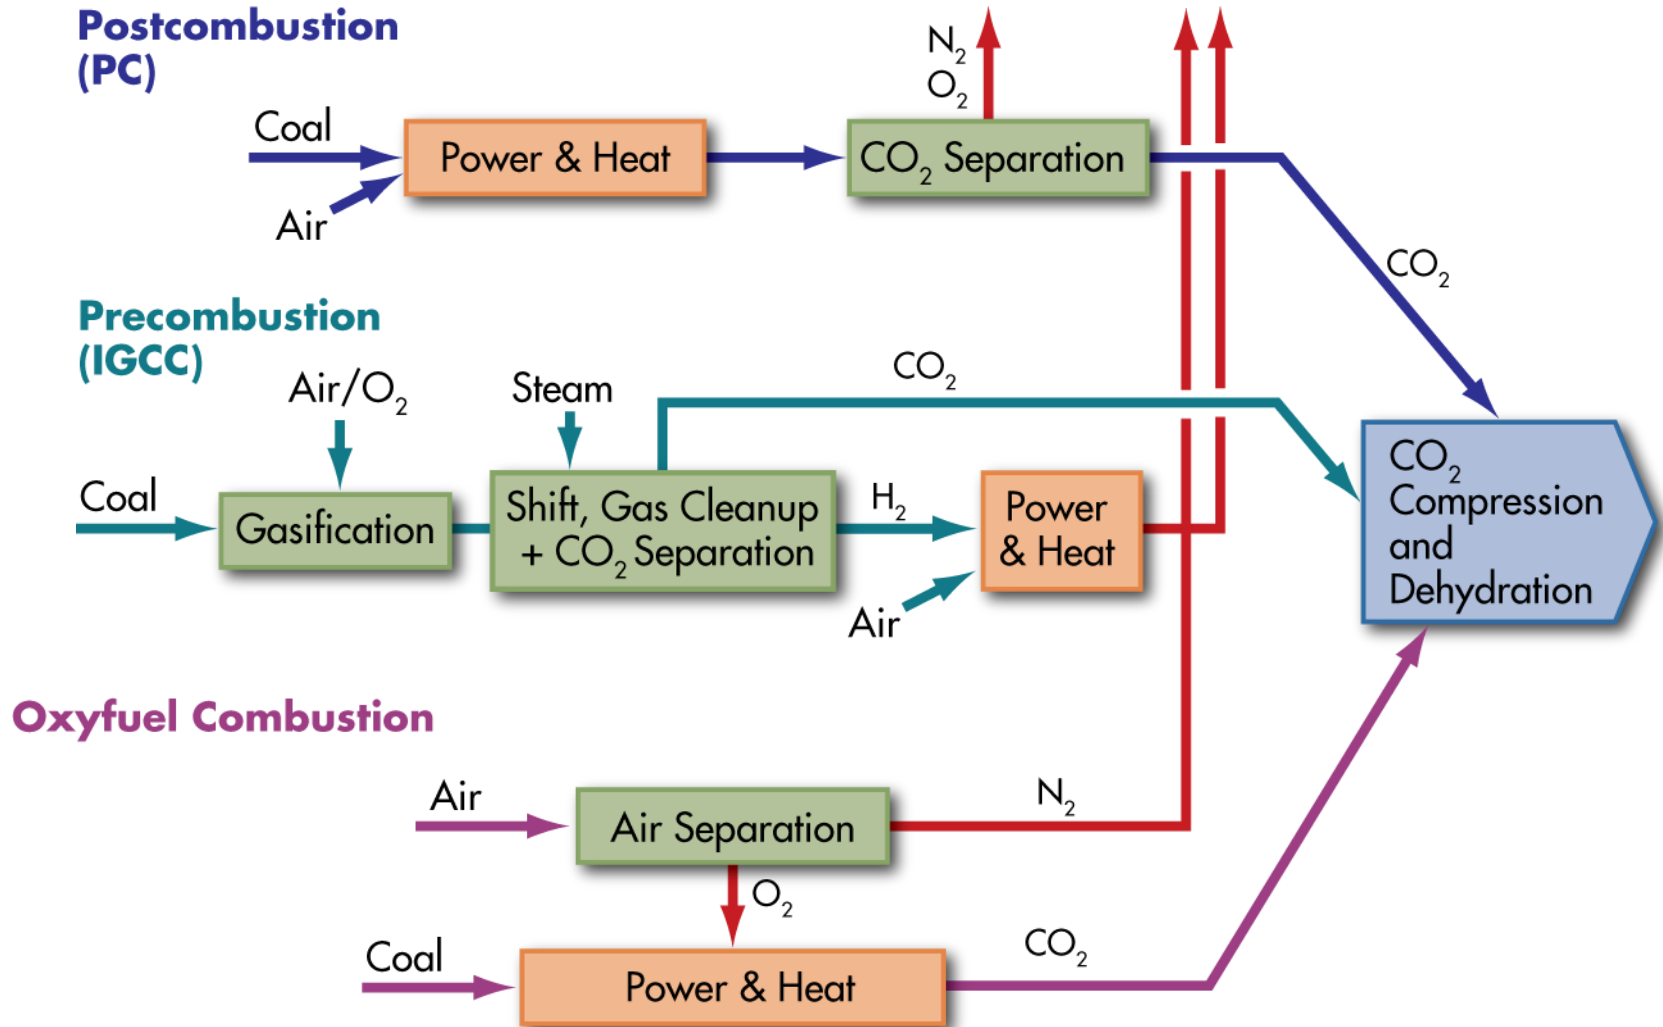 Postcombustion
(PC)
N₂
O₂
Coal
Power & Heat
CO₂ Separation
Air
CO₂
Precombustion
(IGCC)
Air/O₂
Steam
CO₂
Coal
Gasification
Shift, Gas Cleanup
+ CO₂ Separation
H₂
Power
& Heat
Air
CO₂
Compression
and
Dehydration
Oxyfuel Combustion
Air
Air Separation
N₂
O₂
Coal
Power & Heat
CO₂